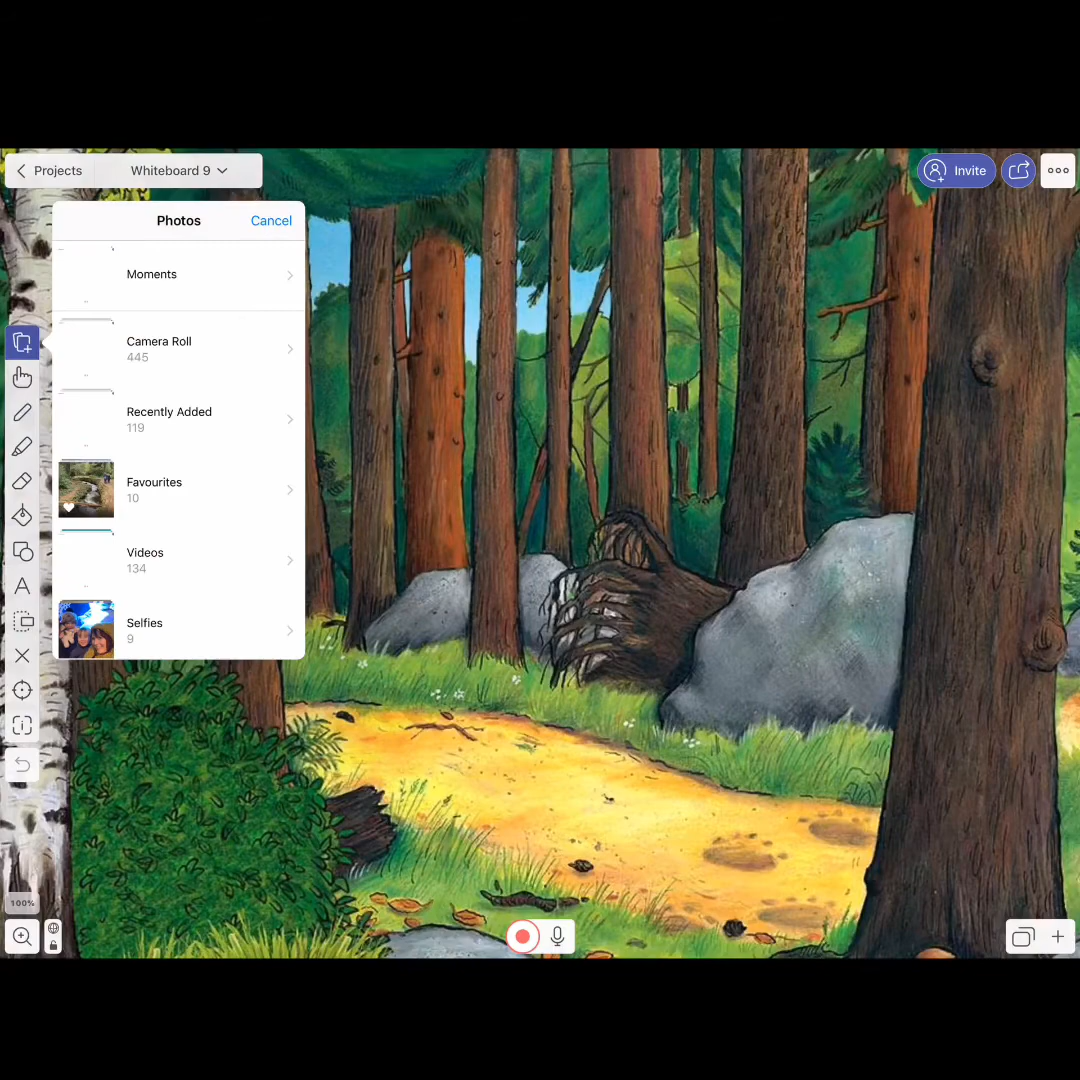 Projects
Whiteboard 9
Invite
Photos
Cancel
Moments
Camera Roll
445
Recently Added
119
Favourites
10
Videos
134
Selfies
9
A
100%